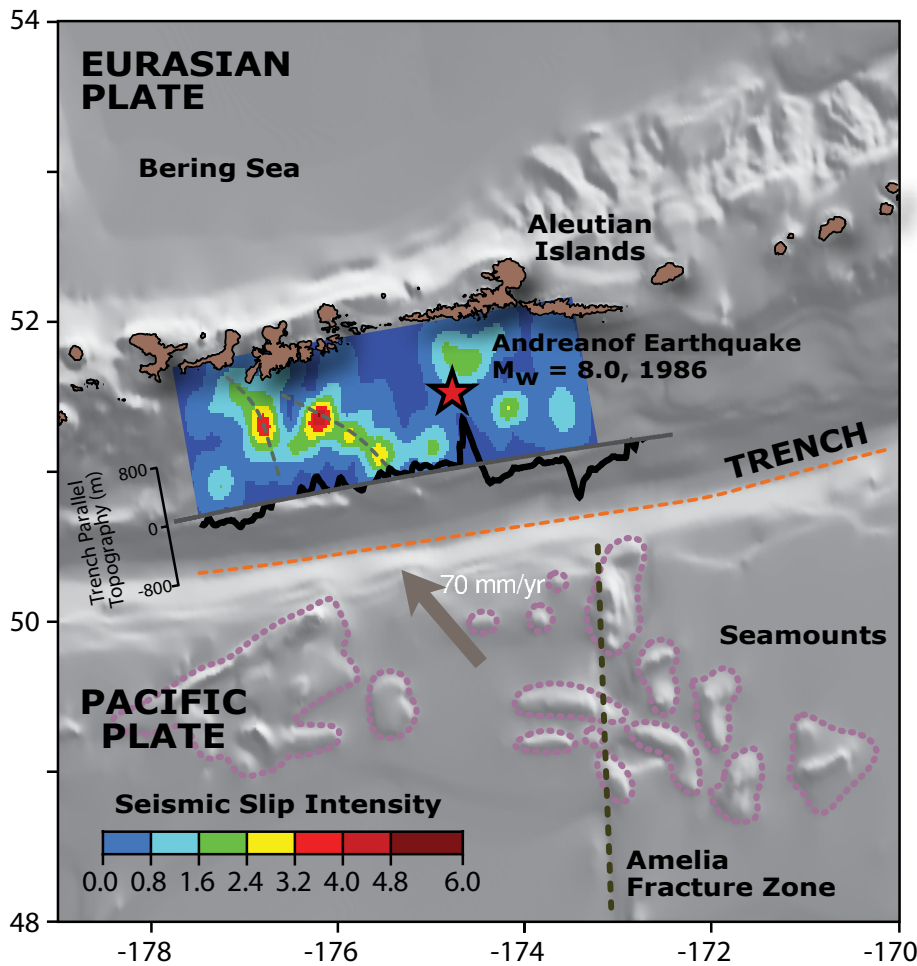 54
EURASIAN
PLATE
Bering Sea
Aleutian
Islands
52
Andreanof Earthquake
Mw = 8.0, 1986
TRENCH
Trench Parallel
Topography (m)
800
0
-800
70 mm/yr
50
Seamounts
PACIFIC
PLATE
Seismic Slip Intensity
0.0 0.8 1.6 2.4 3.2 4.0 4.8 6.0
Amelia
Fracture Zone
48
-178 -176 -174 -172 -170